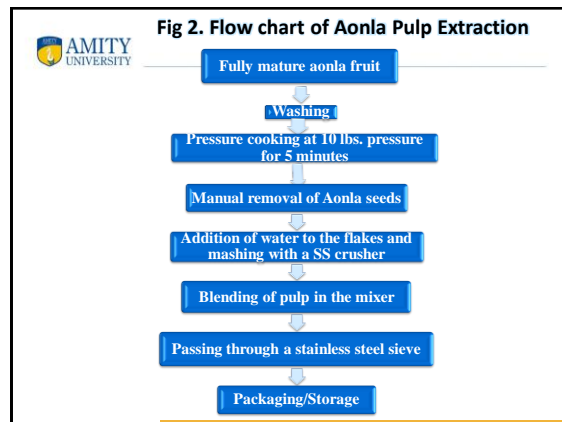 Fig 2. Flow chart of Aonla Pulp Extraction
AMITY
UNIVERSITY
Fully mature aonla fruit
Washing
Pressure cooking at 10 lbs. pressure
for 5 minutes
Manual removal of Aonla seeds
Addition of water to the flakes and
mashing with a SS crusher
Blending of pulp in the mixer
Passing through a stainless steel sieve
Packaging/Storage